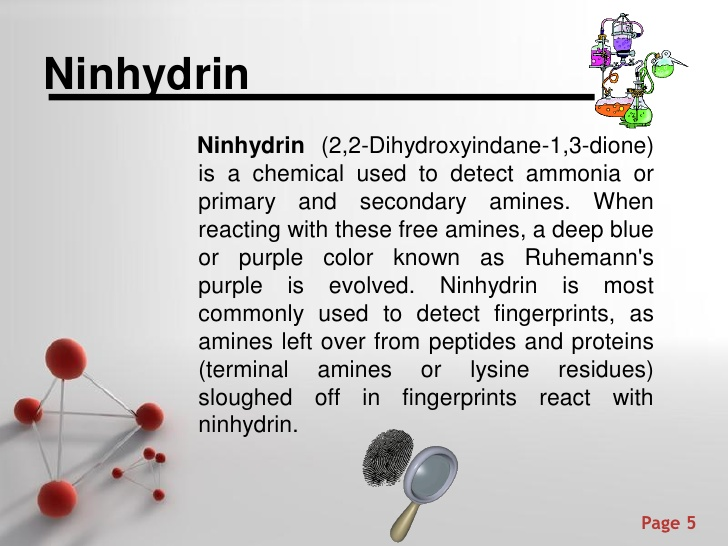 Ninhydrin
Ninhydrin (2,2-Dihydroxyindane-1,3-dione)
is a chemical used to detect ammonia or
primary and secondary amines. When
reacting with these free amines, a deep blue
or purple color known as Ruhemann's
purple is evolved. Ninhydrin is most
commonly used to detect fingerprints, as
amines left over from peptides and proteins
(terminal amines or lysine residues)
sloughed off in fingerprints react with
ninhydrin.
Page 5